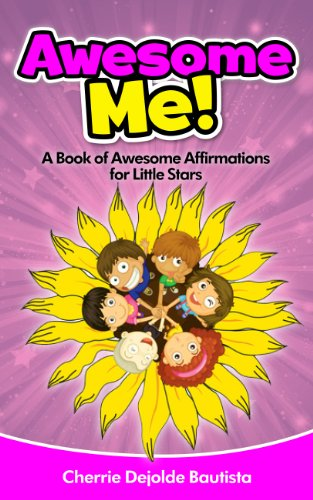 Awesome
Me!
A Book of Awesome Affirmations
for Little Stars
Cherrie Dejolde Bautista